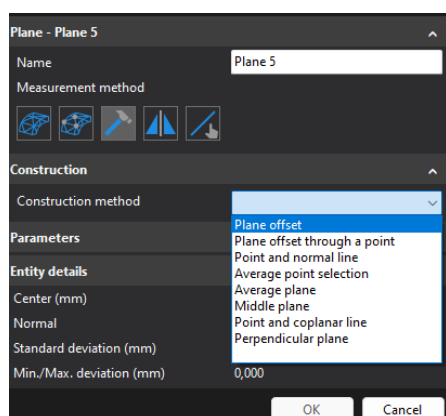 Plane - Plane 5
Name Plane 5
Measurement method
Construction
Construction method
Plane offset
Plane offset through a point
Point and normal line
Average point selection
Average plane
Middle plane
Point and coplanar line
Perpendicular plane
Parameters
Entity details
Center (mm)
Normal
Standard deviation (mm)
Min./Max. deviation (mm) 0,000
OK Cancel